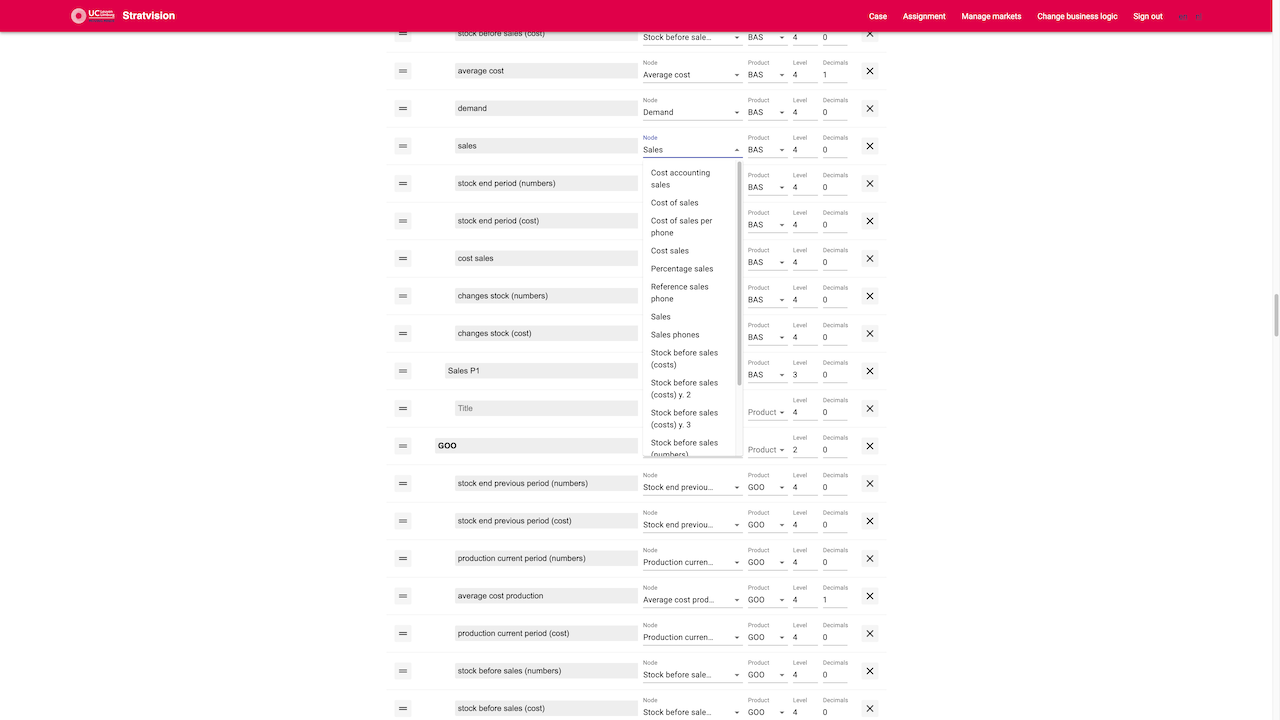 UC Stratvision Case Assignment Manage markets Change business logic Sign out
stock before sales (cost) Stock before sale... BAS 4 0
Node Product Level Decimals
average cost Average cost BAS 4 1
Node Product Level Decimals
demand Demand BAS 4 0
Node Product Level Decimals
sales Sales BAS 4 0
Cost accounting
sales
Cost of sales
Cost of sales per
phone
Cost sales
Percentage sales
Reference sales
phone
Sales
Sales phones
Stock before sales
(costs)
Stock before sales
(costs) y. 2
Stock before sales
(costs) y. 3
Stock before sales
(numbers)
Product Level Decimals
stock end period (numbers) BAS 4 0
Product Level Decimals
stock end period (cost) BAS 4 0
Product Level Decimals
cost sales BAS 4 0
Product Level Decimals
changes stock (numbers) BAS 4 0
Product Level Decimals
changes stock (cost) BAS 4 0
Product Level Decimals
Sales P1 BAS 3 0
Level Decimals
Title Product 4 0
Level Decimals
GOO Product 2 0
Node Product Level Decimals
stock end previous period (numbers) Stock end previou... GOO 4 0
Node Product Level Decimals
stock end previous period (cost) Stock end previou... GOO 4 0
Node Product Level Decimals
production current period (numbers) Production curren... GOO 4 0
Node Product Level Decimals
average cost production Average cost prod... GOO 4 1
Node Product Level Decimals
production current period (cost) Production curren... GOO 4 0
Node Product Level Decimals
stock before sales (numbers) Stock before sale... GOO 4 0
Node Product Level Decimals
stock before sales (cost) Stock before sale... GOO 4 0